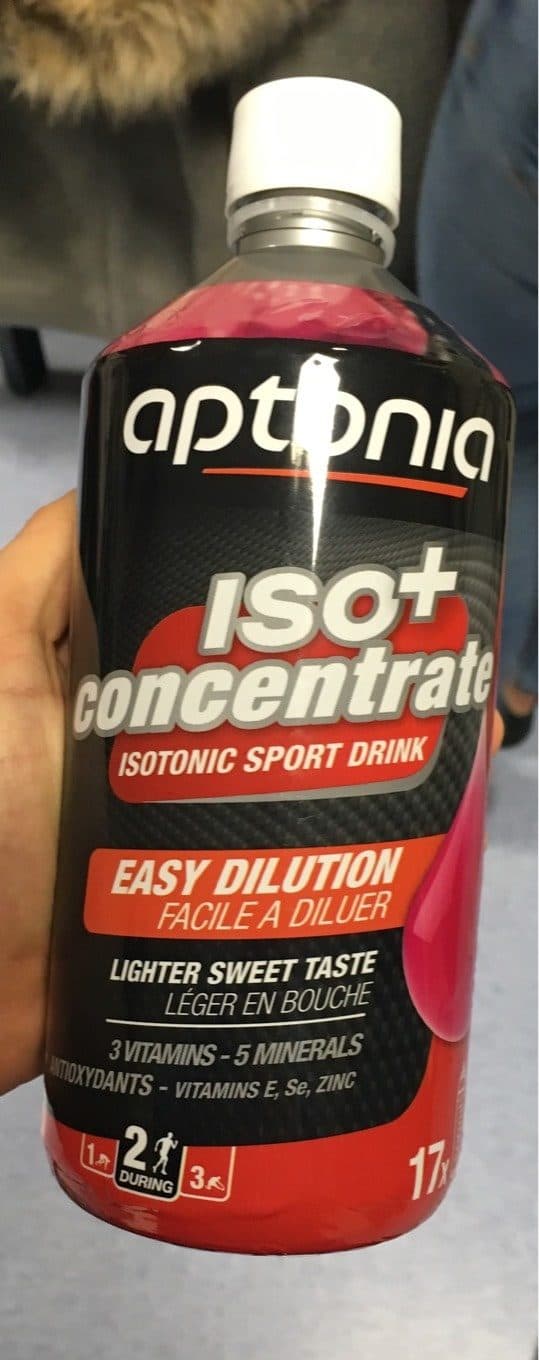 aptonia
ISO+
concentrate
ISOTONIC SPORT DRINK
EASY DILUTION
FACILE A DILUER
LIGHTER SWEET TASTE
LÉGER EN BOUCHE
3 VITAMINS - 5 MINERALS
ANTIOXYDANTS - VITAMINS E, Se, ZINC
1
2
DURING
3
17x